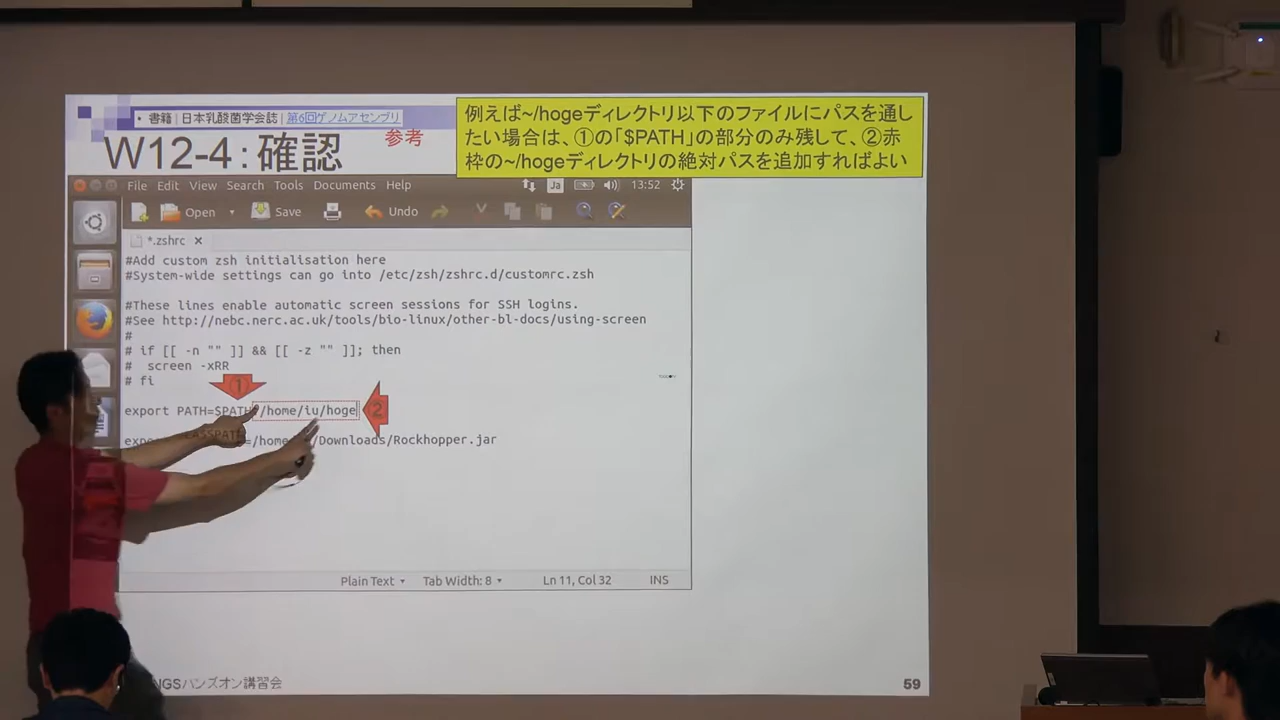 ・書籍 | 日本乳酸菌学会誌 | 第6回ゲノムアセンブリ
W12-4：確認
参考
例えば~/hogeディレクトリ以下のファイルにパスを通し
たい場合は、①の「$PATH」の部分のみ残して、②赤
枠の~/hogeディレクトリの絶対パスを追加すればよい
File Edit View Search Tools Documents Help
Ja 13:52
Open Save Undo
*.zshrc ×
#Add custom zsh initialisation here
#System-wide settings can go into /etc/zsh/zshrc.d/customrc.zsh
#These lines enable automatic screen sessions for SSH logins.
#See http://nebc.nerc.ac.uk/tools/bio-linux/other-bl-docs/using-screen
#
# if [[ -n "" ]] && [[ -z "" ]]; then
#  screen -xRR
# fi
①
export PATH=$PATH:/home/iu/hoge
②
/Downloads/Rockhopper.jar
Plain Text Tab Width: 8 Ln 11, Col 32 INS
NGSハンズオン講習会
59